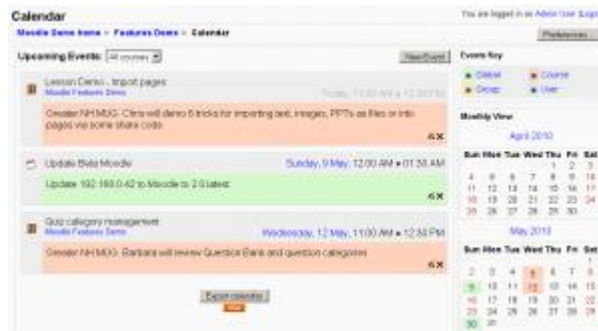 Calendar
You are logged in as Admin User (Logo
Moodle Demo home > Features Demo > Calendar
Preferences...
Upcoming Events: All courses
New Event
Lesson Demo - Import pages
Moodle Features Demo
Today, 11:00 AM » 12:30 PM
Greater NH MUG: Chris will demo 5 tricks for importing text, images, PPTs as files or into
pages via some share code.
Update Beta Moodle
Sunday, 9 May, 12:00 AM » 01:30 AM
Update 192.168.0.42 to Moodle to 2.0 latest
Quiz category management
Moodle Features Demo
Wednesday, 12 May, 11:00 AM » 12:30 PM
Greater NH MUG: Barbara will review Question Bank and question categories
Export calendar
Events Key
Global
Course
Group
User
Monthly View
April 2010
Sun Mon Tue Wed Thu Fri Sat
1 2 3
4 5 6 7 8 9 10
11 12 13 14 15 16 17
18 19 20 21 22 23 24
25 26 27 28 29 30
May 2010
Sun Mon Tue Wed Thu Fri Sat
1
2 3 4 5 6 7 8
9 10 11 12 13 14 15
16 17 18 19 20 21 22
23 24 25 26 27 28 29
30 31